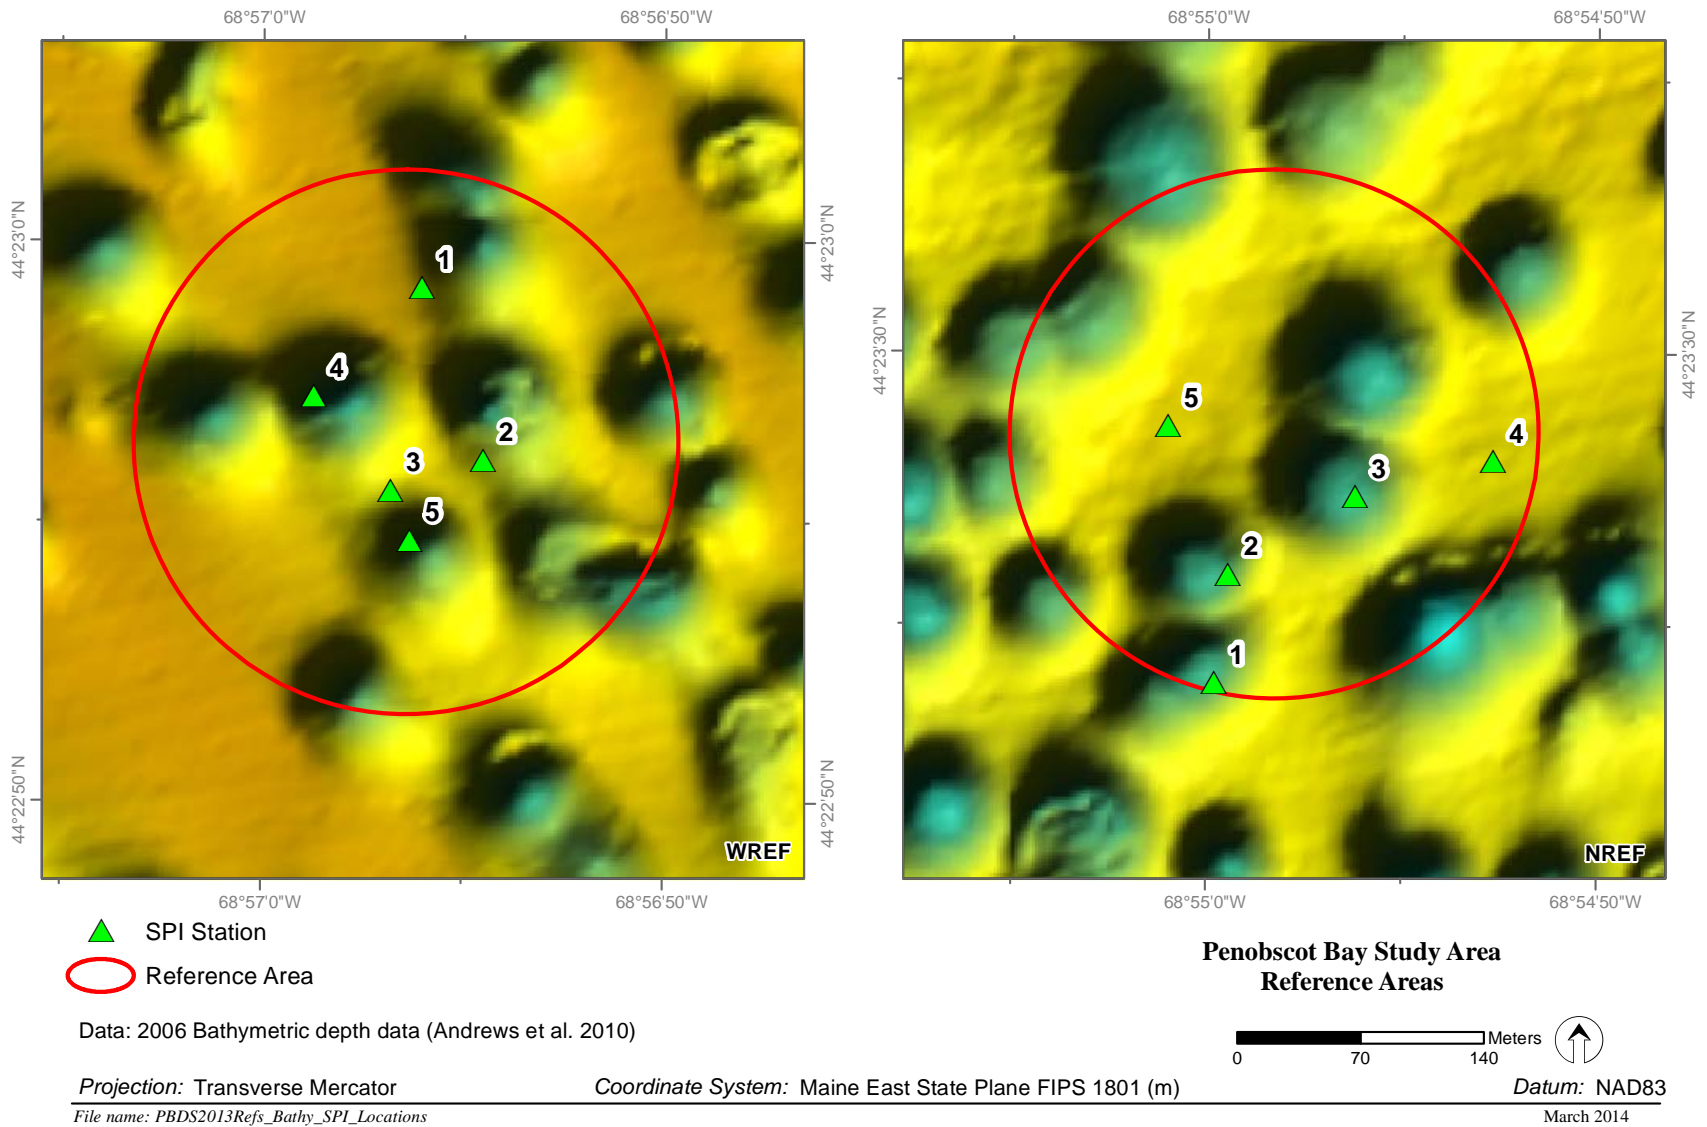 68°57'0"W 68°56'50"W 68°55'0"W 68°54'50"W
44°23'0"N 44°23'0"N 44°23'30"N 44°23'30"N
1
4
2
3
5
5
4
3
2
1
44°22'50"N 44°22'50"N
WREF NREF
68°57'0"W 68°56'50"W 68°55'0"W 68°54'50"W
SPI Station
Reference Area
Penobscot Bay Study Area
Reference Areas
Data: 2006 Bathymetric depth data (Andrews et al. 2010)
Meters
0 70 140
Projection: Transverse Mercator Coordinate System: Maine East State Plane FIPS 1801 (m) Datum: NAD83
File name: PBDS2013Refs_Bathy_SPI_Locations March 2014